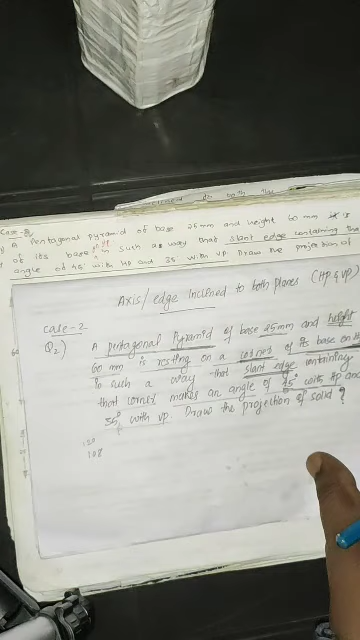 Case-2
A Pentagonal Pyramid of base 25mm and height 60 mm is
of its base in such as way that slant edge containing the
angle of 45° with HP and 35 with VP. Draw the projection of
Axis/edge Inclined to both planes (HP & VP)
Case-2
Q2)
A pentagonal Pyramid of base 25mm and height
60 mm is resting on a corner of its base on
in such a way that slant edge containing
that corner makes an angle of 45° with HP and
35° with VP. Draw the projection of solid?
120
108